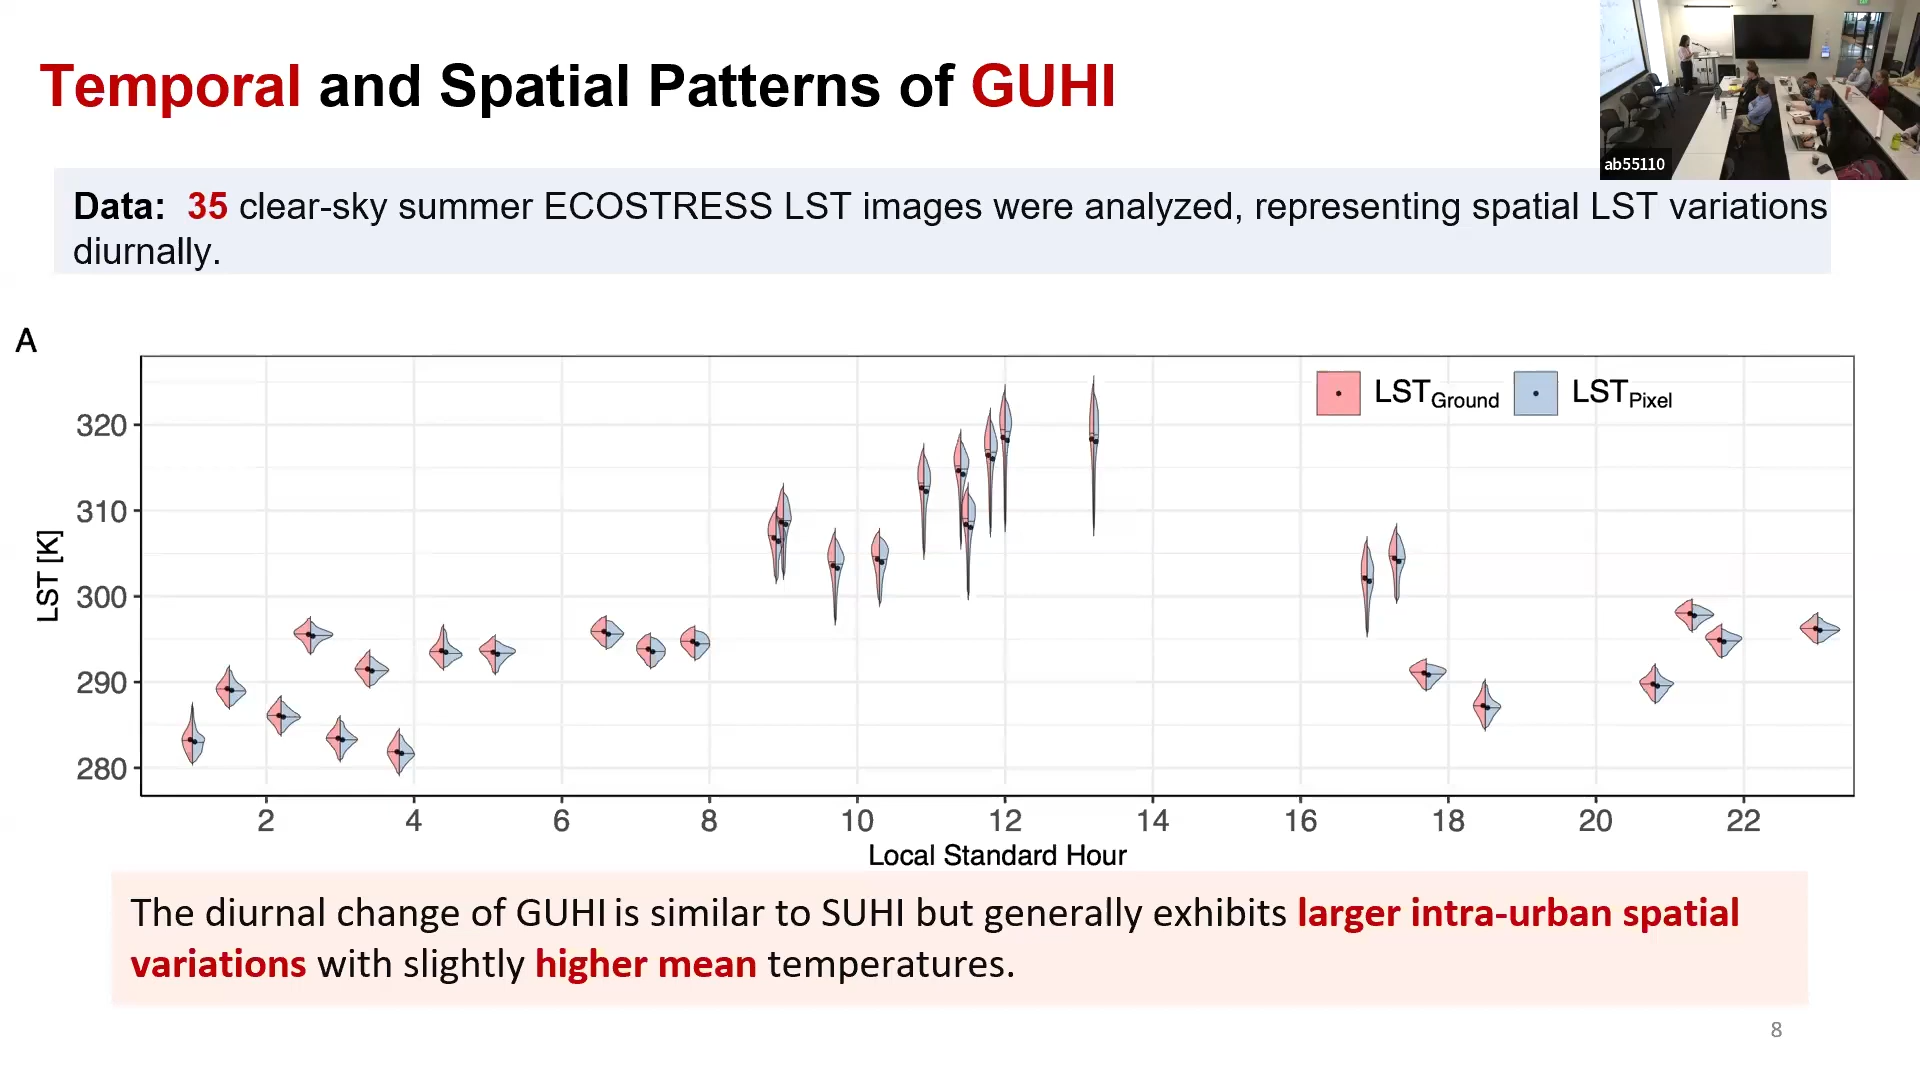 Temporal and Spatial Patterns of GUHI
ab55110
Data: 35 clear-sky summer ECOSTRESS LST images were analyzed, representing spatial LST variations
diurnally.
A
LST [K]
320
310
300
290
280
LST Ground LST Pixel
2 4 6 8 10 12 14 16 18 20 22
Local Standard Hour
The diurnal change of GUHI is similar to SUHI but generally exhibits larger intra-urban spatial
variations with slightly higher mean temperatures.
8